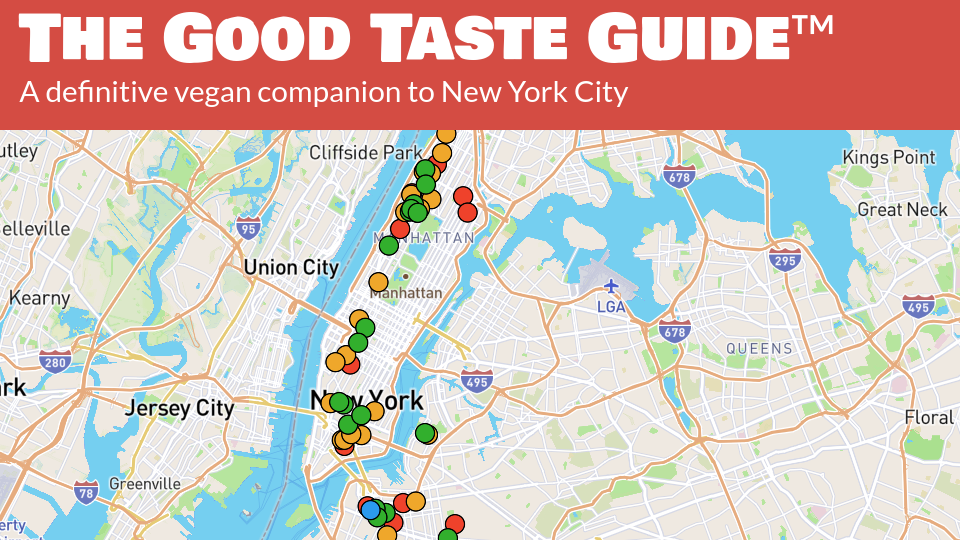 THE GOOD TASTE GUIDE™
A definitive vegan companion to New York City
utley
Cliffside Park
Kings Point
678
Great Neck
elleville
95
MANHATTAN
295
Union City
Kearny
Manhattan
LGA
495
678
QUEENS
280
ark
495
New York
Jersey City
Floral
78
Greenville
erty